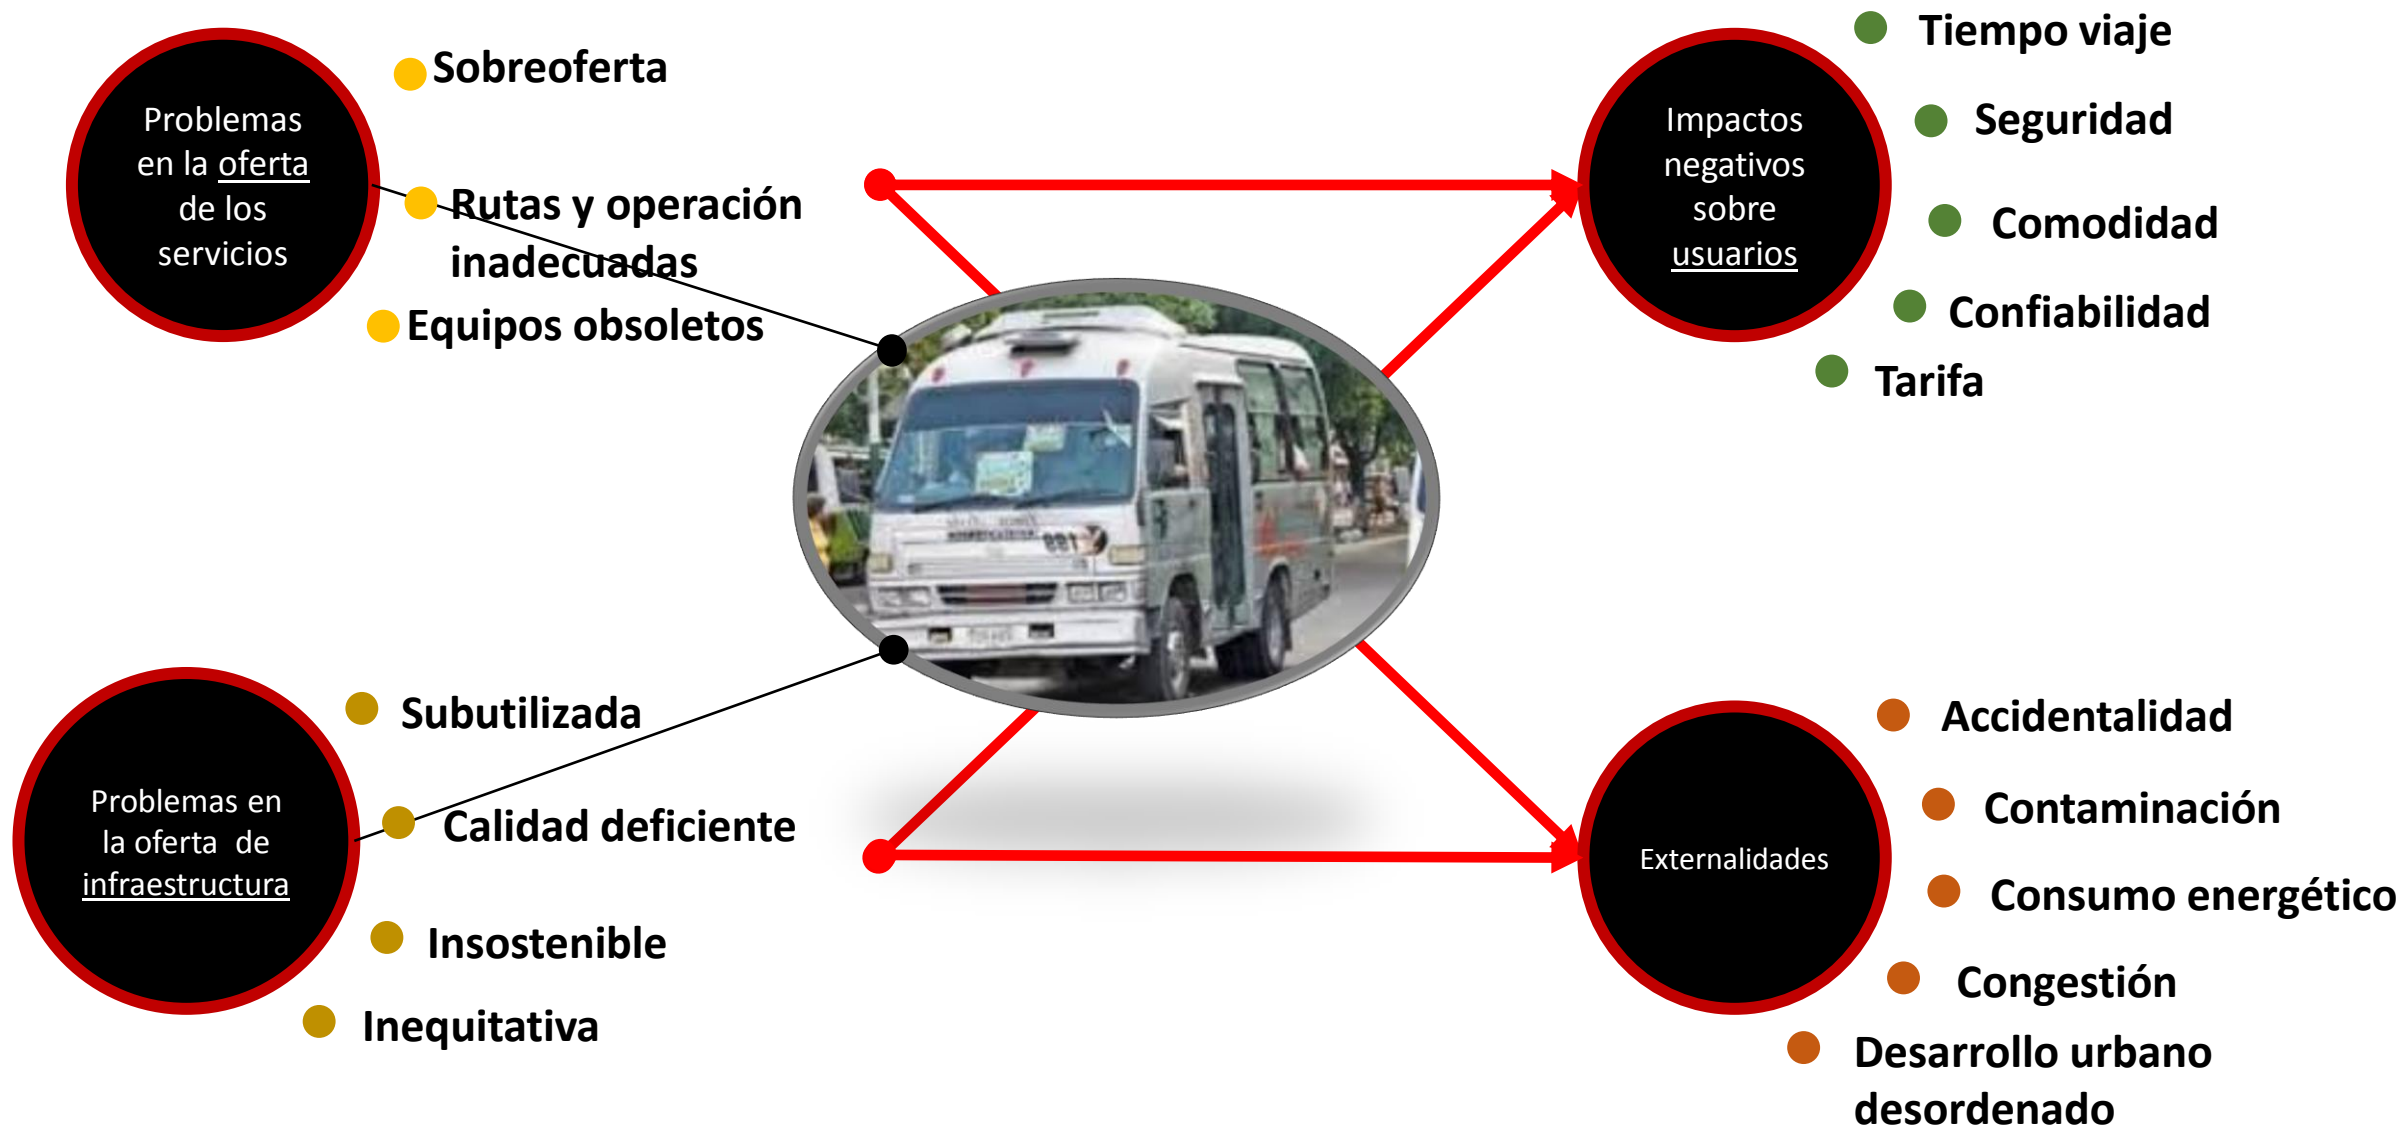 Problemas
en la oferta
de los
servicios
Sobreoferta
Rutas y operación
inadecuadas
Equipos obsoletos
Impactos
negativos
sobre
usuarios
Tiempo viaje
Seguridad
Comodidad
Confiabilidad
Tarifa
Problemas en
la oferta de
infraestructura
Subutilizada
Calidad deficiente
Insostenible
Inequitativa
Externalidades
Accidentalidad
Contaminación
Consumo energético
Congestión
Desarrollo urbano
desordenado